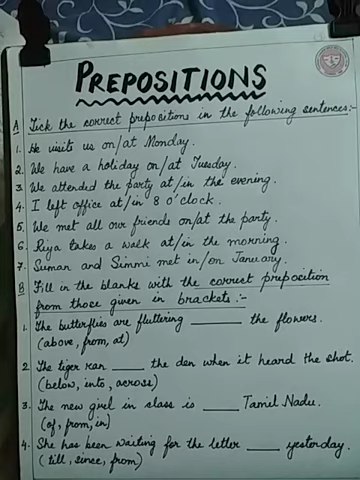 PREPOSITIONS
A Tick the correct prepositions in the following sentences:-
1. He visits us on/at Monday.
2. We have a holiday on/at Tuesday.
3. We attended the party at/in the evening.
4. I left office at/in 8 o'clock.
5. We met all our friends on/at the party.
6. Riya takes a walk at/in the morning.
7. Suman and Simmi met in/on January.
B Fill in the blanks with the correct preposition
from those given in brackets:-
1. The butterflies are fluttering ______ the flowers.
(above, from, at)
2 The tiger ran ____ the den when it heard the shot.
(below, into, across)
3. The new girl in class is ____ Tamil Nadu.
(of, from, in)
4. She has been waiting for the letter ____ yesterday.
(till, since, from)